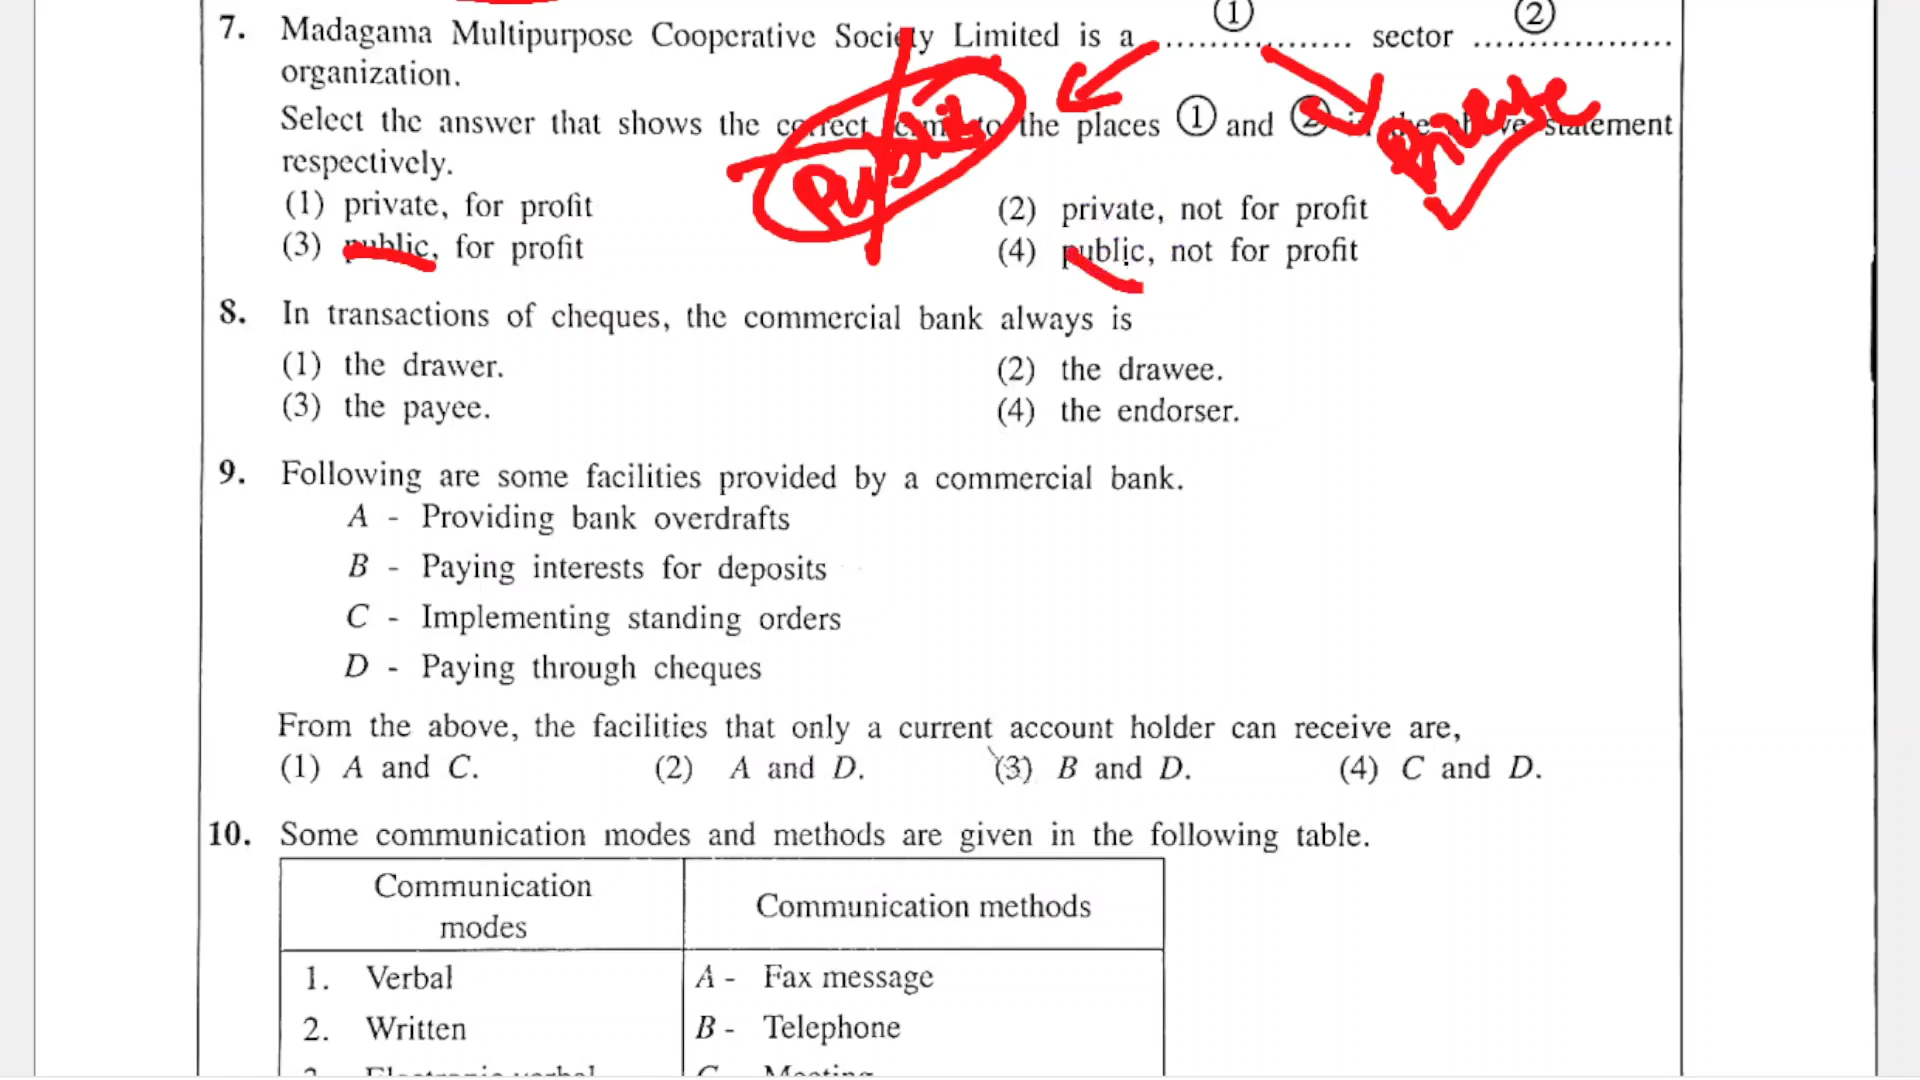 ① ②
7. Madagama Multipurpose Cooperative Society Limited is a .................. sector ..................
organization.
Select the answer that shows the correct terms to the places ① and ② in the above statement
respectively.
Public
Private
(1) private, for profit (2) private, not for profit
(3) public, for profit (4) public, not for profit
8. In transactions of cheques, the commercial bank always is
(1) the drawer. (2) the drawee.
(3) the payee. (4) the endorser.
9. Following are some facilities provided by a commercial bank.
A - Providing bank overdrafts
B - Paying interests for deposits
C - Implementing standing orders
D - Paying through cheques
From the above, the facilities that only a current account holder can receive are,
(1) A and C. (2) A and D. (3) B and D. (4) C and D.
10. Some communication modes and methods are given in the following table.
Communication
modes
Communication methods
1. Verbal A - Fax message
2. Written B - Telephone
3. Electronic verbal C - Meeting